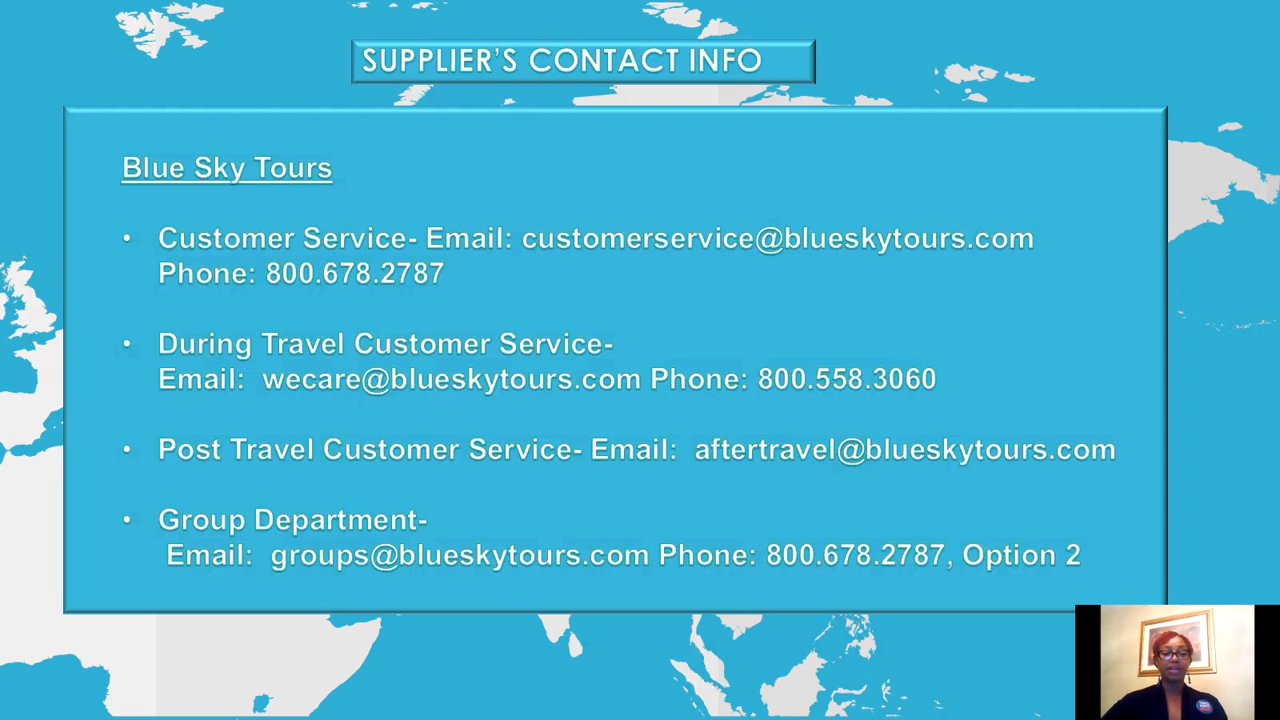 SUPPLIER'S CONTACT INFO
Blue Sky Tours
• Customer Service- Email: customerservice@blueskytours.com
Phone: 800.678.2787
• During Travel Customer Service-
Email: wecare@blueskytours.com Phone: 800.558.3060
• Post Travel Customer Service- Email: aftertravel@blueskytours.com
• Group Department-
Email: groups@blueskytours.com Phone: 800.678.2787, Option 2